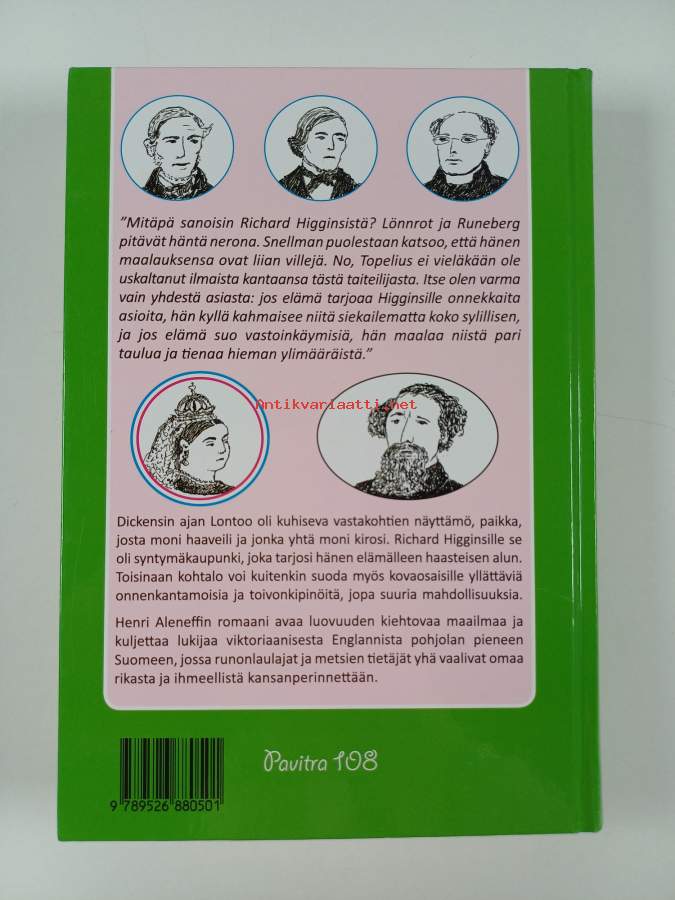 ”Mitäpä sanoisin Richard Higginsistä? Lönnrot ja Runeberg
pitävät häntä nerona. Snellman puolestaan katsoo, että hänen
maalauksensa ovat liian villejä. No, Topelius ei vieläkään ole
uskaltanut ilmaista kantaansa tästä taiteilijasta. Itse olen varma
vain yhdestä asiasta: jos elämä tarjoaa Higginsille onnekkaita
asioita, hän kyllä kahmaisee niitä siekailematta koko sylillisen,
ja jos elämä suo vastoinkäymisiä, hän maalaa niistä pari
taulua ja tienaa hieman ylimääräistä.”
Antikvariaatti.net
Dickensin ajan Lontoo oli kuhiseva vastakohtien näyttämö, paikka,
josta moni haaveili ja jonka yhtä moni kirosi. Richard Higginsille se
oli syntymäkaupunki, joka tarjosi hänen elämälleen haasteisen alun.
Toisinaan kohtalo voi kuitenkin suoda myös kovaosaisille yllättäviä
onnenkantamoisia ja toivonkipinöitä, jopa suuria mahdollisuuksia.
Henri Aleneffin romaani avaa luovuuden kiehtovaa maailmaa ja
kuljettaa lukijaa viktoriaanisesta Englannista pohjolan pieneen
Suomeen, jossa runonlaulajat ja metsien tietäjät yhä vaalivat omaa
rikasta ja ihmeellistä kansanperinnettään.
Pavitra 108
9 789526 880501